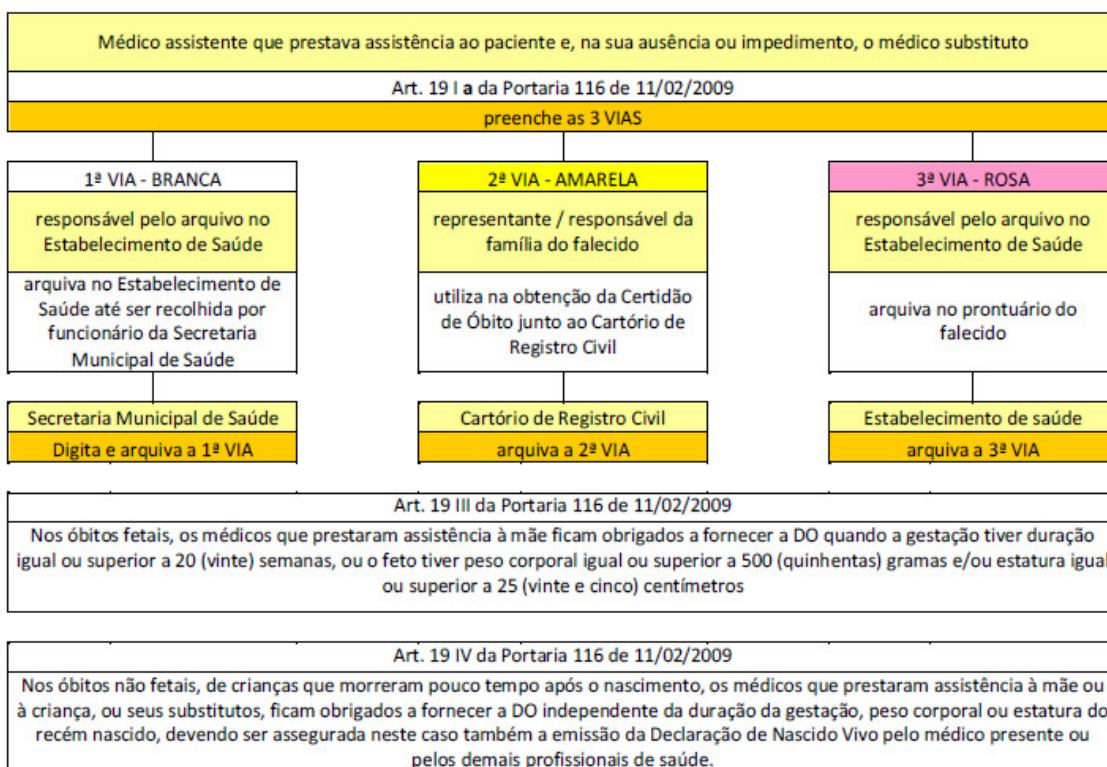 Médico assistente que prestava assistência ao paciente e, na sua ausência ou impedimento, o médico substituto
Art. 19 I a da Portaria 116 de 11/02/2009
preenche as 3 VIAS
1ª VIA - BRANCA
responsável pelo arquivo no
Estabelecimento de Saúde
arquiva no Estabelecimento de
Saúde até ser recolhida por
funcionário da Secretaria
Municipal de Saúde
Secretaria Municipal de Saúde
Digita e arquiva a 1ª VIA
2ª VIA - AMARELA
representante / responsável da
família do falecido
utiliza na obtenção da Certidão
de Óbito junto ao Cartório de
Registro Civil
Cartório de Registro Civil
arquiva a 2ª VIA
3ª VIA - ROSA
responsável pelo arquivo no
Estabelecimento de Saúde
arquiva no prontuário do
falecido
Estabelecimento de saúde
arquiva a 3ª VIA
Art. 19 III da Portaria 116 de 11/02/2009
Nos óbitos fetais, os médicos que prestaram assistência à mãe ficam obrigados a fornecer a DO quando a gestação tiver duração
igual ou superior a 20 (vinte) semanas, ou o feto tiver peso corporal igual ou superior a 500 (quinhentas) gramas e/ou estatura igual
ou superior a 25 (vinte e cinco) centímetros
Art. 19 IV da Portaria 116 de 11/02/2009
Nos óbitos não fetais, de crianças que morreram pouco tempo após o nascimento, os médicos que prestaram assistência à mãe ou
à criança, ou seus substitutos, ficam obrigados a fornecer a DO independente da duração da gestação, peso corporal ou estatura do
recém nascido, devendo ser assegurada neste caso também a emissão da Declaração de Nascido Vivo pelo médico presente ou
pelos demais profissionais de saúde.